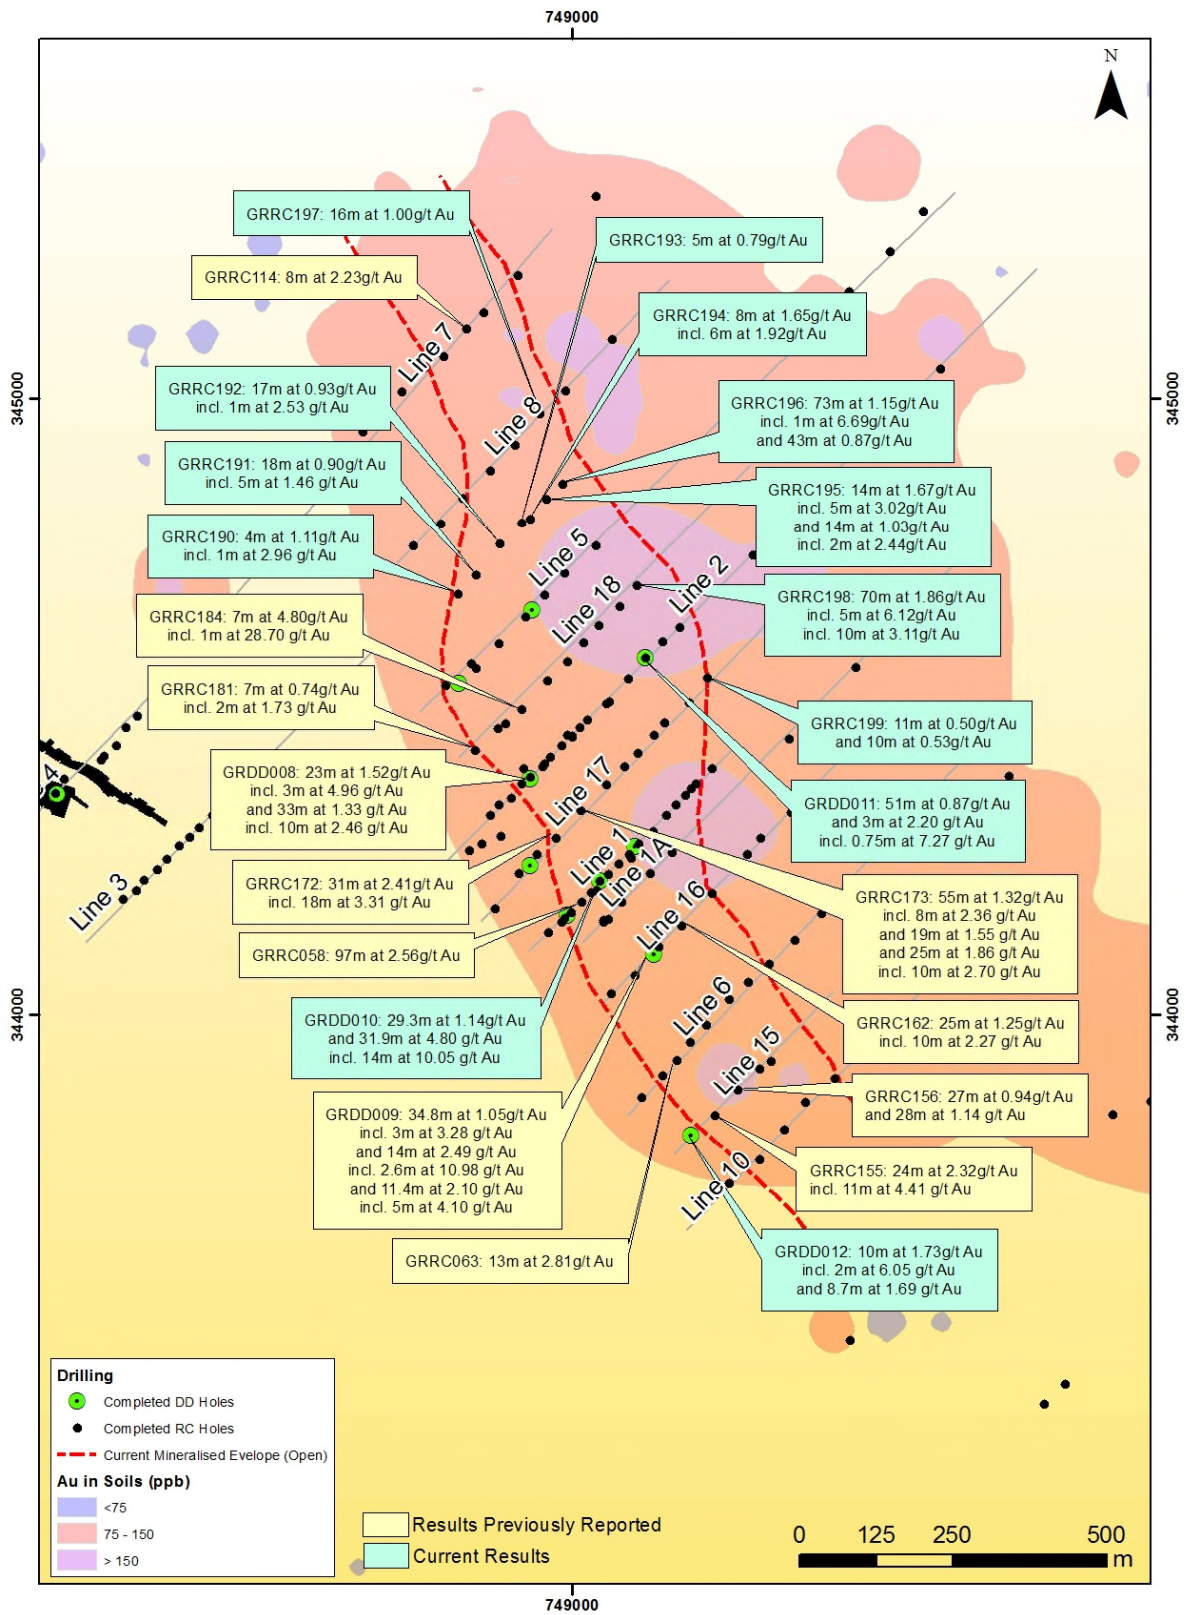 749000
N
GRRC197: 16m at 1.00g/t Au
GRRC193: 5m at 0.79g/t Au
GRRC114: 8m at 2.23g/t Au
GRRC194: 8m at 1.65g/t Au
incl. 6m at 1.92g/t Au
Line 7
345000
345000
GRRC192: 17m at 0.93g/t Au
incl. 1m at 2.53 g/t Au
Line 8
GRRC196: 73m at 1.15g/t Au
incl. 1m at 6.69g/t Au
and 43m at 0.87g/t Au
GRRC191: 18m at 0.90g/t Au
incl. 5m at 1.46 g/t Au
GRRC195: 14m at 1.67g/t Au
incl. 5m at 3.02g/t Au
and 14m at 1.03g/t Au
incl. 2m at 2.44g/t Au
GRRC190: 4m at 1.11g/t Au
incl. 1m at 2.96 g/t Au
Line 5
Line 18
Line 2
GRRC198: 70m at 1.86g/t Au
incl. 5m at 6.12g/t Au
incl. 10m at 3.11g/t Au
GRRC184: 7m at 4.80g/t Au
incl. 1m at 28.70 g/t Au
GRRC181: 7m at 0.74g/t Au
incl. 2m at 1.73 g/t Au
GRRC199: 11m at 0.50g/t Au
and 10m at 0.53g/t Au
GRDD008: 23m at 1.52g/t Au
incl. 3m at 4.96 g/t Au
and 33m at 1.33 g/t Au
incl. 10m at 2.46 g/t Au
Line 17
4
GRDD011: 51m at 0.87g/t Au
and 3m at 2.20 g/t Au
incl. 0.75m at 7.27 g/t Au
Line 3
Line 1
Line 1A
GRRC172: 31m at 2.41g/t Au
incl. 18m at 3.31 g/t Au
GRRC173: 55m at 1.32g/t Au
incl. 8m at 2.36 g/t Au
and 19m at 1.55 g/t Au
and 25m at 1.86 g/t Au
incl. 10m at 2.70 g/t Au
Line 16
GRRC058: 97m at 2.56g/t Au
344000
344000
GRDD010: 29.3m at 1.14g/t Au
and 31.9m at 4.80 g/t Au
incl. 14m at 10.05 g/t Au
Line 6
GRRC162: 25m at 1.25g/t Au
incl. 10m at 2.27 g/t Au
Line 15
GRRC156: 27m at 0.94g/t Au
and 28m at 1.14 g/t Au
GRDD009: 34.8m at 1.05g/t Au
incl. 3m at 3.28 g/t Au
and 14m at 2.49 g/t Au
incl. 2.6m at 10.98 g/t Au
and 11.4m at 2.10 g/t Au
incl. 5m at 4.10 g/t Au
Line 10
GRRC155: 24m at 2.32g/t Au
incl. 11m at 4.41 g/t Au
GRRC063: 13m at 2.81g/t Au
GRDD012: 10m at 1.73g/t Au
incl. 2m at 6.05 g/t Au
and 8.7m at 1.69 g/t Au
Drilling
Completed DD Holes
Completed RC Holes
Current Mineralised Evelope (Open)
Au in Soils (ppb)
<75
75 - 150
> 150
Results Previously Reported
Current Results
0 125 250 500
m
749000